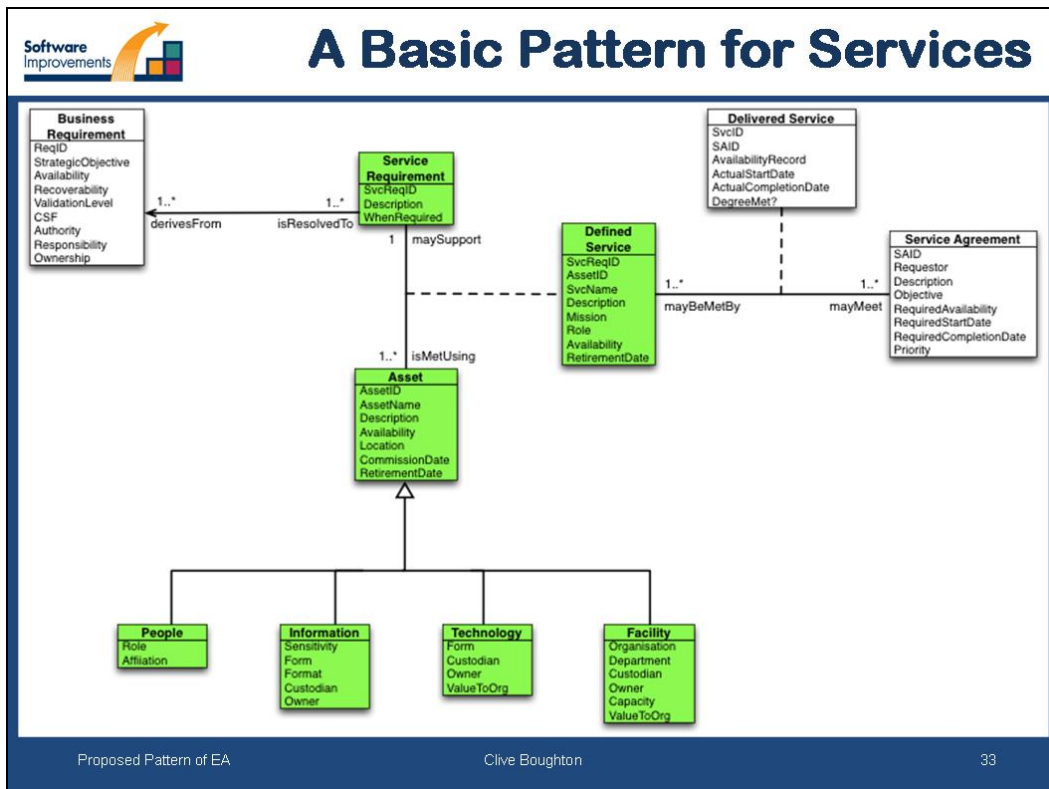 Software
Improvements
A Basic Pattern for Services
Business
Requirement
ReqID
StrategicObjective
Availability
Recoverability
ValidationLevel
CSF
Authority
Responsibility
Ownership
1..*
derivesFrom
1..*
isResolvedTo
Service
Requirement
SvcReqID
Description
WhenRequired
1
maySupport
Delivered Service
SvcID
SAID
AvailabilityRecord
ActualStartDate
ActualCompletionDate
DegreeMet?
Defined
Service
SvcReqID
AssetID
SvcName
Description
Mission
Role
Availability
RetirementDate
1..*
mayBeMetBy
1..*
mayMeet
Service Agreement
SAID
Requestor
Description
Objective
RequiredAvailability
RequiredStartDate
RequiredCompletionDate
Priority
1..*
isMetUsing
Asset
AssetID
AssetName
Description
Availability
Location
CommissionDate
RetirementDate
People
Role
Affiiation
Information
Sensitivity
Form
Format
Custodian
Owner
Technology
Form
Custodian
Owner
ValueToOrg
Facility
Organisation
Department
Custodian
Owner
Capacity
ValueToOrg
Proposed Pattern of EA
Clive Boughton
33